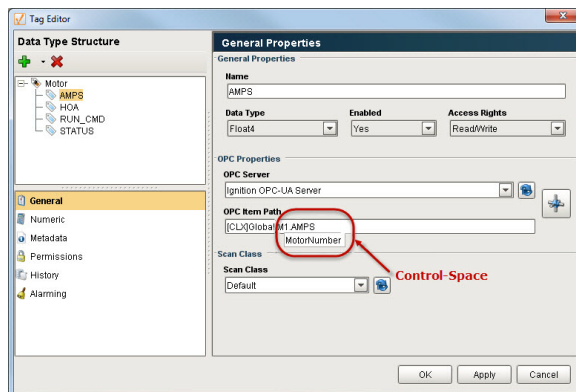 Tag Editor
Data Type Structure
Motor
AMPS
HOA
RUN_CMD
STATUS
General
Numeric
Metadata
Permissions
History
Alarming
General Properties
General Properties
Name
AMPS
Data Type Enabled Access Rights
Float4 Yes Read/Write
OPC Properties
OPC Server
Ignition OPC-UA Server
OPC Item Path
[CLX]Global.M1.AMPS
MotorNumber
Control-Space
Scan Class
Scan Class
Default
OK Apply Cancel